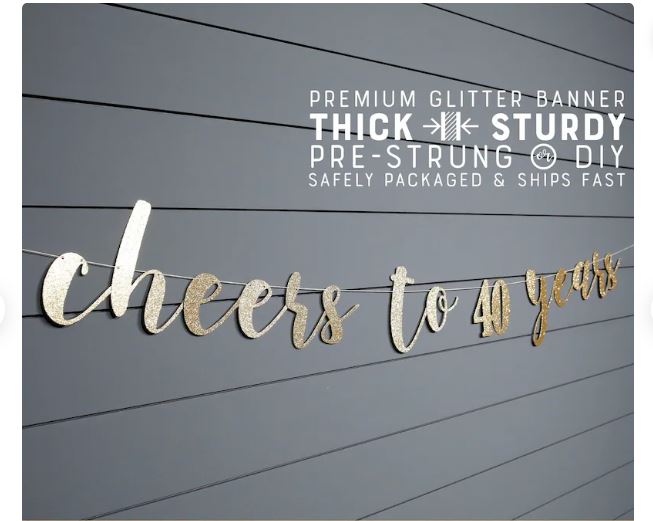 PREMIUM GLITTER BANNER
THICK STURDY
PRE-STRUNG or DIY
SAFELY PACKAGED & SHIPS FAST
cheers to 40 years